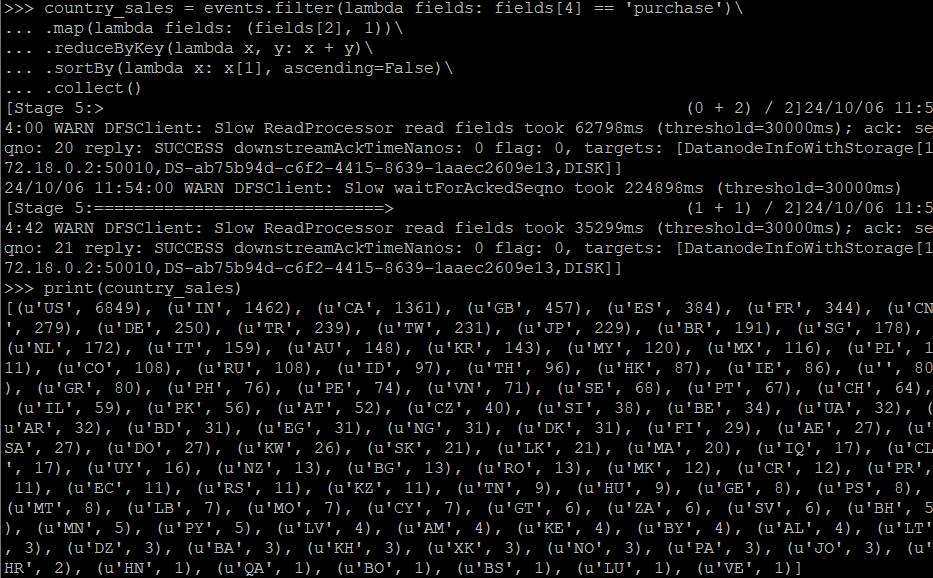 >>> country_sales = events.filter(lambda fields: fields[4] == 'purchase')\
... .map(lambda fields: (fields[2], 1))\
... .reduceByKey(lambda x, y: x + y)\
... .sortBy(lambda x: x[1], ascending=False)\
... .collect()
[Stage 5:> (0 + 2) / 2]24/10/06 11:5
4:00 WARN DFSClient: Slow ReadProcessor read fields took 62798ms (threshold=30000ms); ack: se
qno: 20 reply: SUCCESS downstreamAckTimeNanos: 0 flag: 0, targets: [DatanodeInfoWithStorage[1
72.18.0.2:50010,DS-ab75b94d-c6f2-4415-8639-1aaec2609e13,DISK]]
24/10/06 11:54:00 WARN DFSClient: Slow waitForAckedSeqno took 224898ms (threshold=30000ms)
[Stage 5:=============================> (1 + 1) / 2]24/10/06 11:5
4:42 WARN DFSClient: Slow ReadProcessor read fields took 35299ms (threshold=30000ms); ack: se
qno: 21 reply: SUCCESS downstreamAckTimeNanos: 0 flag: 0, targets: [DatanodeInfoWithStorage[1
72.18.0.2:50010,DS-ab75b94d-c6f2-4415-8639-1aaec2609e13,DISK]]
>>> print(country_sales)
[(u'US', 6849), (u'IN', 1462), (u'CA', 1361), (u'GB', 457), (u'ES', 384), (u'FR', 344), (u'CN
', 279), (u'DE', 250), (u'TR', 239), (u'TW', 231), (u'JP', 229), (u'BR', 191), (u'SG', 178),
(u'NL', 172), (u'IT', 159), (u'AU', 148), (u'KR', 143), (u'MY', 120), (u'MX', 116), (u'PL', 1
11), (u'CO', 108), (u'RU', 108), (u'ID', 97), (u'TH', 96), (u'HK', 87), (u'IE', 86), (u'', 80
), (u'GR', 80), (u'PH', 76), (u'PE', 74), (u'VN', 71), (u'SE', 68), (u'PT', 67), (u'CH', 64),
(u'IL', 59), (u'PK', 56), (u'AT', 52), (u'CZ', 40), (u'SI', 38), (u'BE', 34), (u'UA', 32), (
u'AR', 32), (u'BD', 31), (u'EG', 31), (u'NG', 31), (u'DK', 31), (u'FI', 29), (u'AE', 27), (u'
SA', 27), (u'DO', 27), (u'KW', 26), (u'SK', 21), (u'LK', 21), (u'MA', 20), (u'IQ', 17), (u'CL
', 17), (u'UY', 16), (u'NZ', 13), (u'BG', 13), (u'RO', 13), (u'MK', 12), (u'CR', 12), (u'PR',
11), (u'EC', 11), (u'RS', 11), (u'KZ', 11), (u'TN', 9), (u'HU', 9), (u'GE', 8), (u'PS', 8),
(u'MT', 8), (u'LB', 7), (u'MO', 7), (u'CY', 7), (u'GT', 6), (u'ZA', 6), (u'SV', 6), (u'BH', 5
), (u'MN', 5), (u'PY', 5), (u'LV', 4), (u'AM', 4), (u'KE', 4), (u'BY', 4), (u'AL', 4), (u'LT'
, 3), (u'DZ', 3), (u'BA', 3), (u'KH', 3), (u'XK', 3), (u'NO', 3), (u'PA', 3), (u'JO', 3), (u'
HR', 2), (u'HN', 1), (u'QA', 1), (u'BO', 1), (u'BS', 1), (u'LU', 1), (u'VE', 1)]